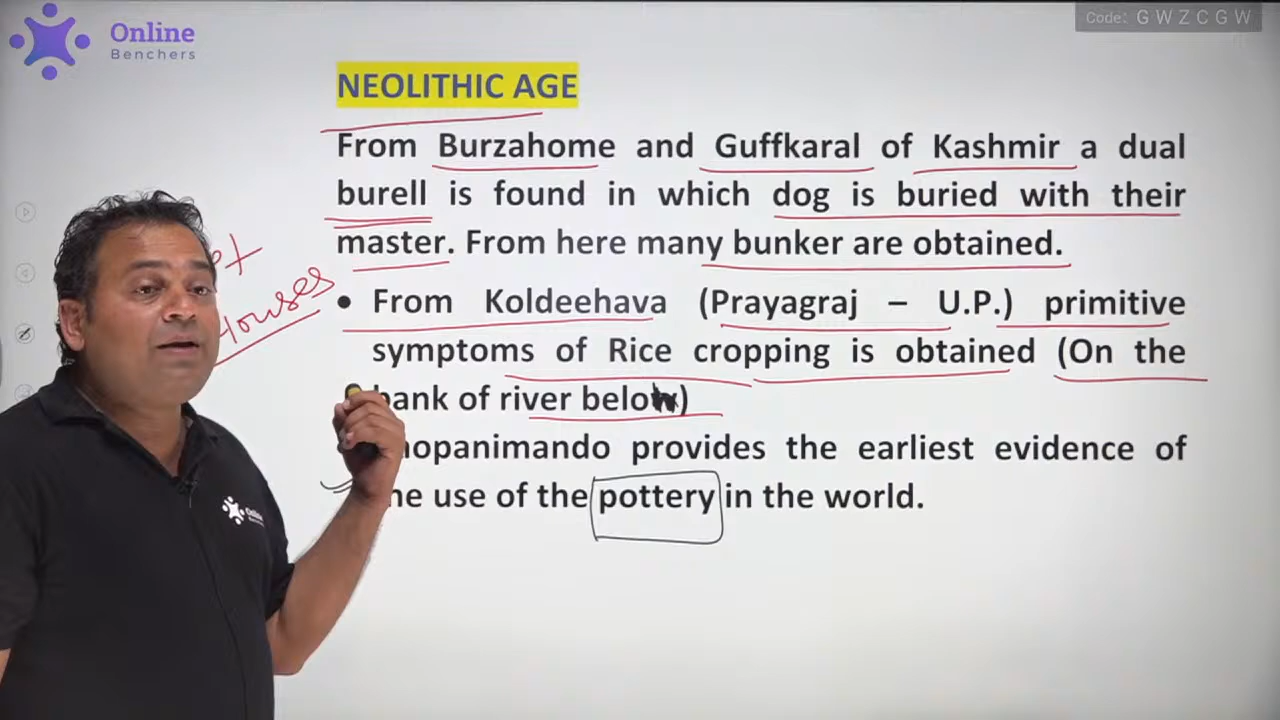 Online
Benchers
Code: G W Z C G W
NEOLITHIC AGE
From Burzahome and Guffkaral of Kashmir a dual
burell is found in which dog is buried with their
master. From here many bunker are obtained.
Houses
• From Koldeehava (Prayagraj – U.P.) primitive
symptoms of Rice cropping is obtained (On the
bank of river below)
hopanimando provides the earliest evidence of
he use of the pottery in the world.
Online